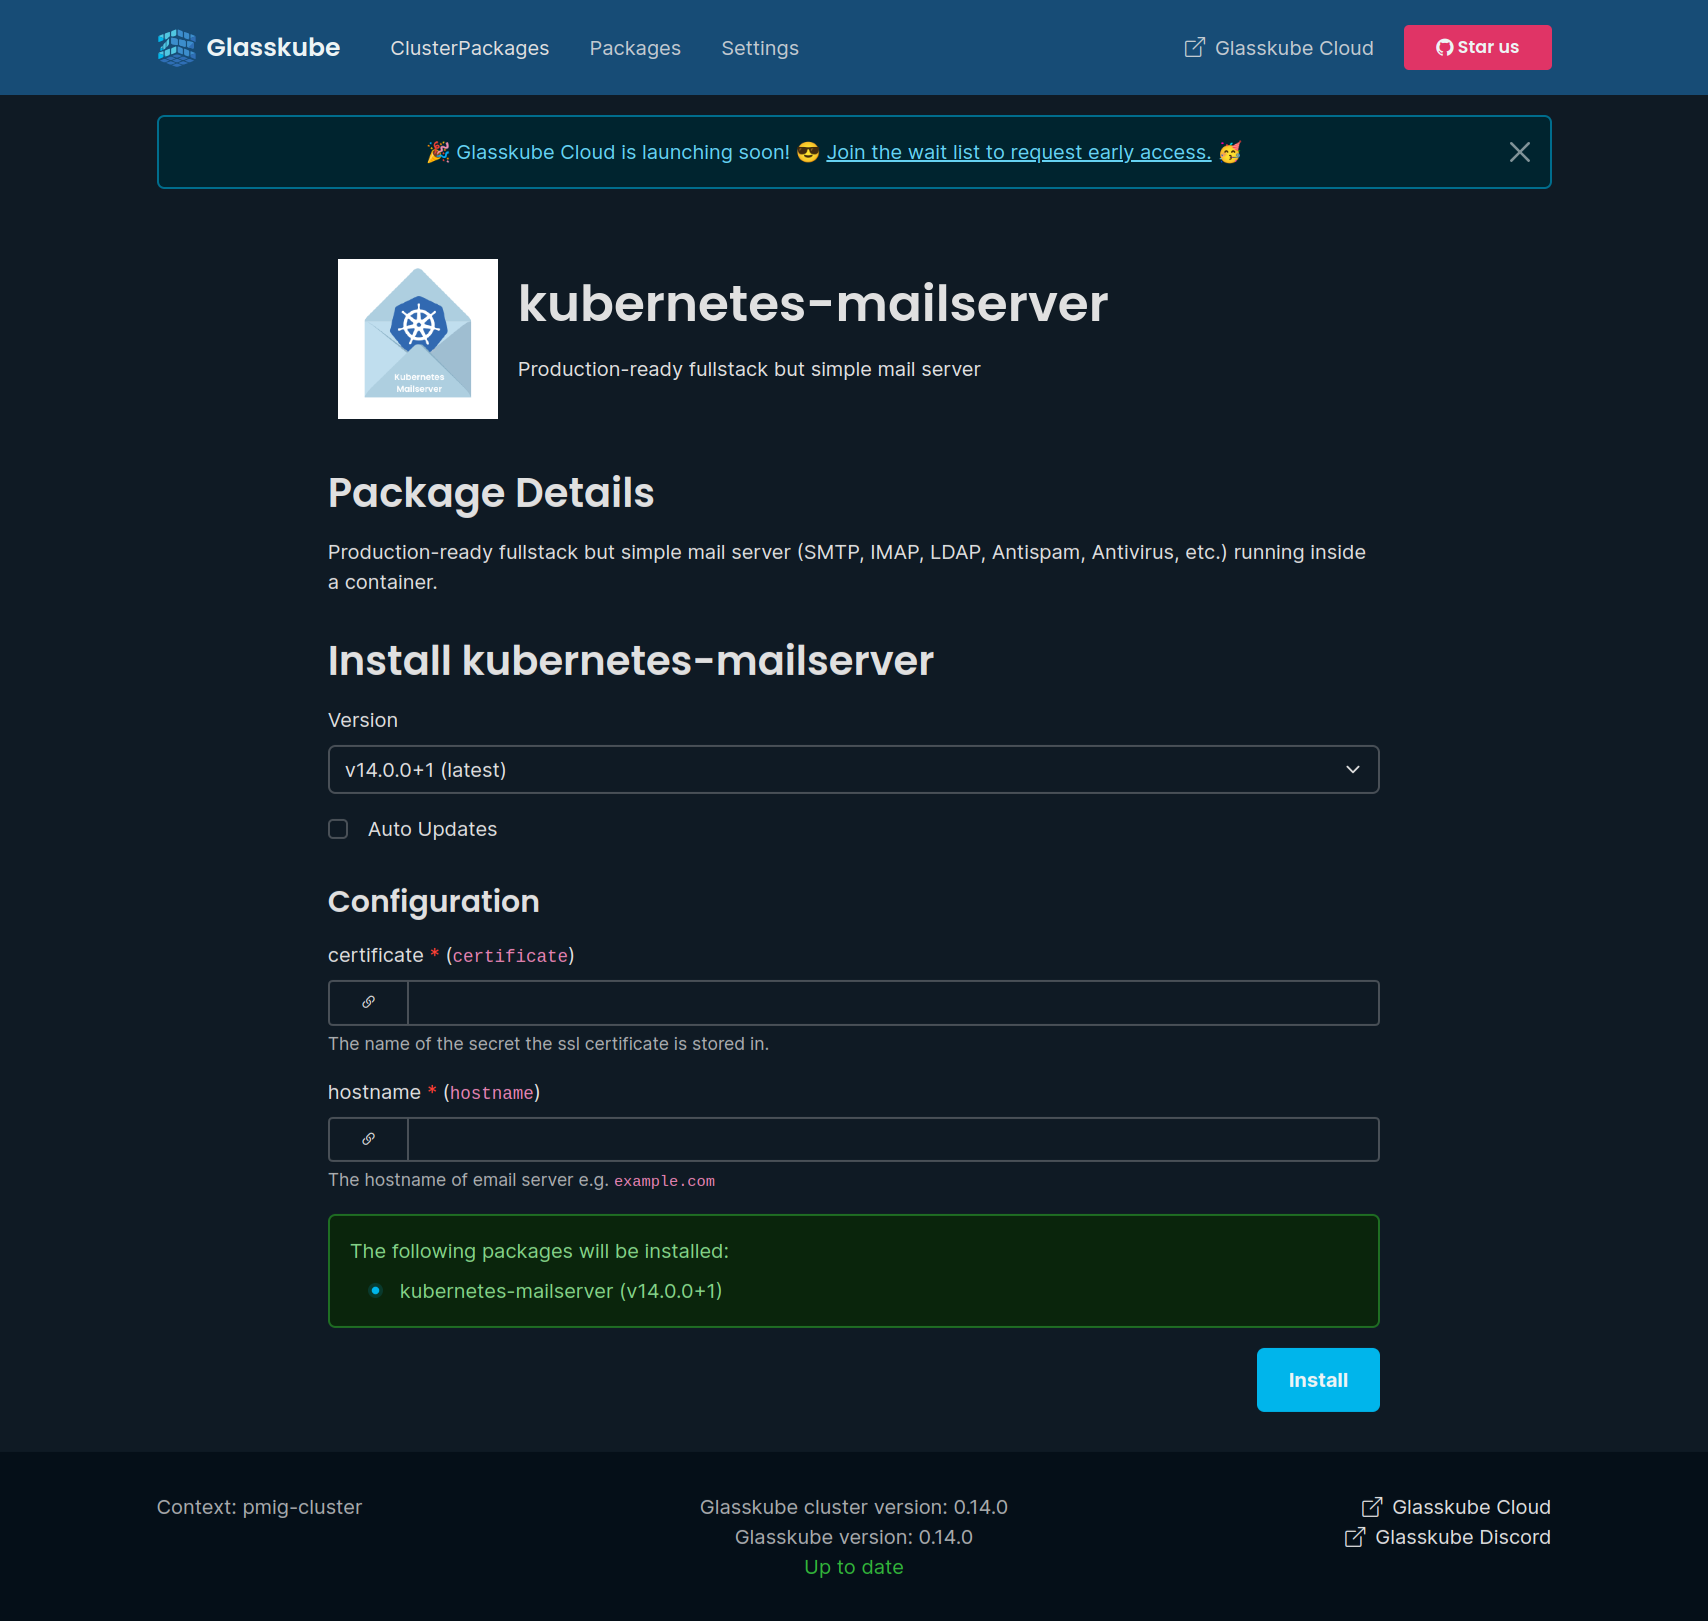 Glasskube
ClusterPackages
Packages
Settings
Glasskube Cloud
Star us
🎉 Glasskube Cloud is launching soon! 😎 Join the wait list to request early access. 🥳
Kubernetes
Mailserver
kubernetes-mailserver
Production-ready fullstack but simple mail server
Package Details
Production-ready fullstack but simple mail server (SMTP, IMAP, LDAP, Antispam, Antivirus, etc.) running inside
a container.
Install kubernetes-mailserver
Version
v14.0.0+1 (latest)
Auto Updates
Configuration
certificate * (certificate)
The name of the secret the ssl certificate is stored in.
hostname * (hostname)
The hostname of email server e.g. example.com
The following packages will be installed:
kubernetes-mailserver (v14.0.0+1)
Install
Context: pmig-cluster
Glasskube cluster version: 0.14.0
Glasskube version: 0.14.0
Up to date
Glasskube Cloud
Glasskube Discord